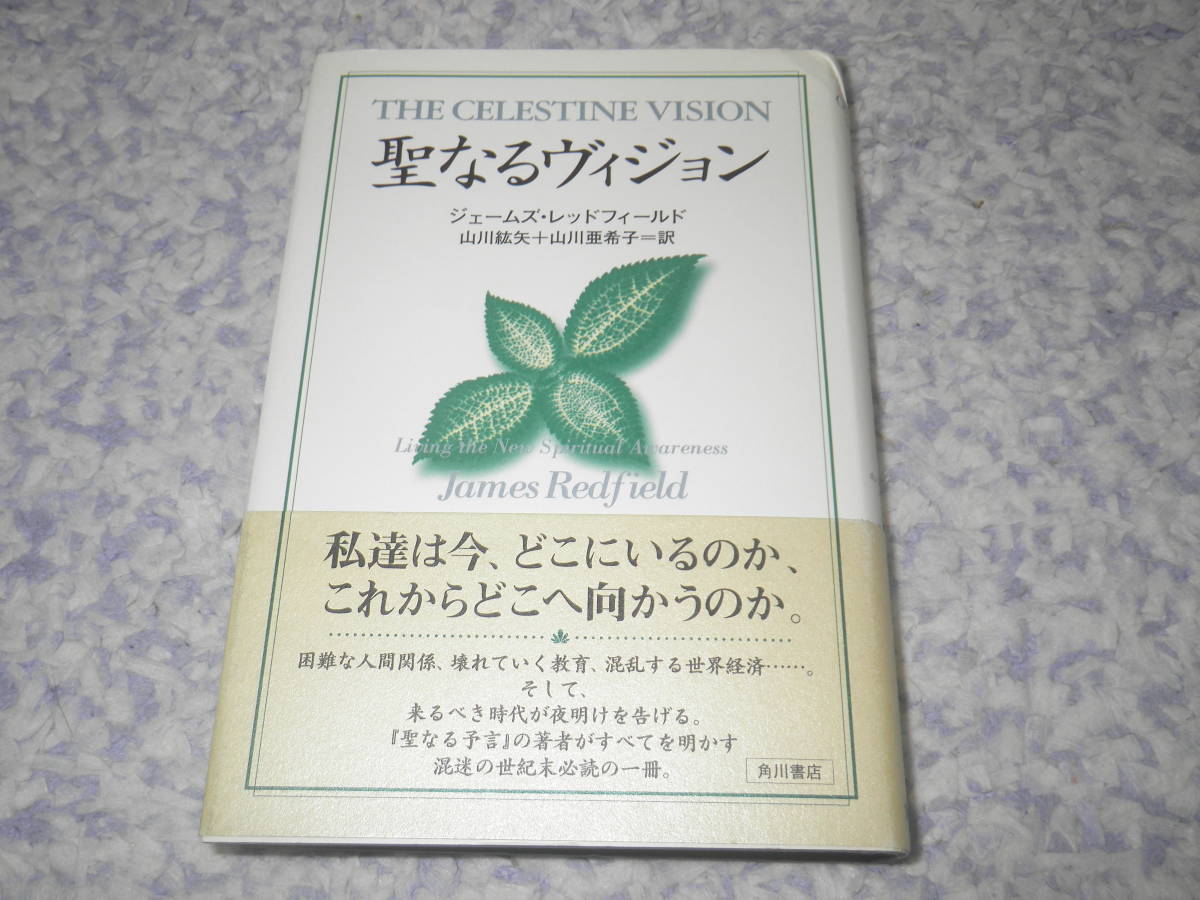 THE CELESTINE VISION
聖なるヴィジョン
ジェームズ・レッドフィールド
山川紘矢＋山川亜希子＝訳
Living the New Spiritual Awareness
James Redfield
私達は今、どこにいるのか、
これからどこへ向かうのか。
困難な人間関係、壊れていく教育、混乱する世界経済……。
そして、
来るべき時代が夜明けを告げる。
『聖なる予言』の著者がすべてを明かす
混迷の世紀末必読の一冊。
角川書店